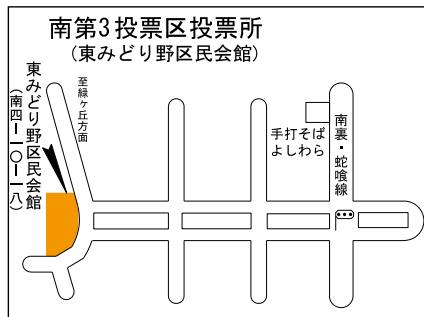 南第3投票区投票所
(東みどり野区民会館)
東みどり野区民会館
(南四―一〇―一八)
至緑ヶ丘方面
手打そば
よしわら
南裏・蛇喰線